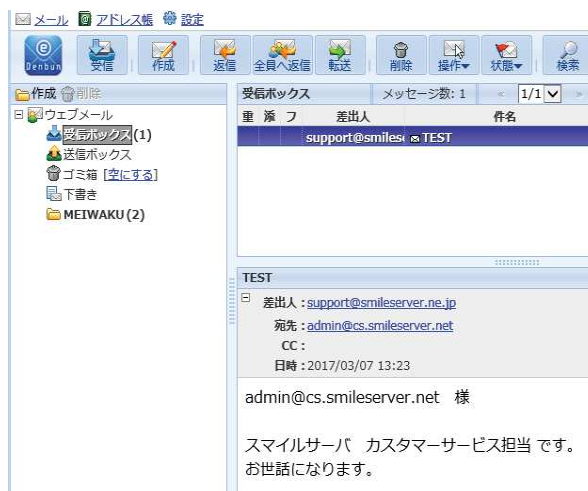 メール アドレス帳 設定
@
Denbun 受信 作成 返信 全員へ返信 転送 削除 操作▼ 状態▼ 検索
作成 削除
受信ボックス メッセージ数: 1 « 1/1 »
ウェブメール
重 添 フ 差出人 件名
受信ボックス(1)
support@smiles TEST
送信ボックス
ゴミ箱 [空にする]
下書き
MEIWAKU(2)
TEST
差出人:support@smileserver.ne.jp
宛先:admin@cs.smileserver.net
CC:
日時:2017/03/07 13:23
admin@cs.smileserver.net 様
スマイルサーバ カスタマーサービス担当 です。
お世話になります。